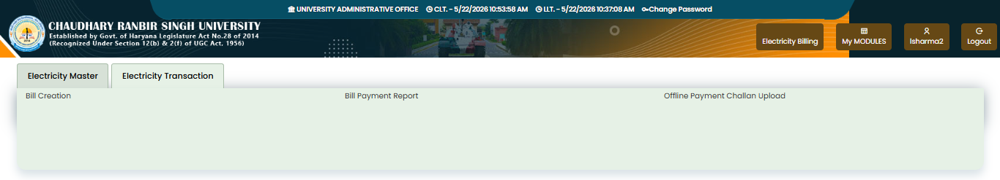 UNIVERSITY ADMINISTRATIVE OFFICE CLT. - 5/22/2026 10:53:58 AM LLT. - 5/22/2026 10:37:08 AM Change Password
CHAUDHARY RANBIR SINGH UNIVERSITY
Established by Govt. of Haryana Legislature Act No.28 of 2014
(Recognized Under Section 12(b) & 2(f) of UGC Act, 1956)
2014
Electricity Billing My MODULES lsharma2 Logout
Electricity Master Electricity Transaction
Bill Creation Bill Payment Report Offline Payment Challan Upload